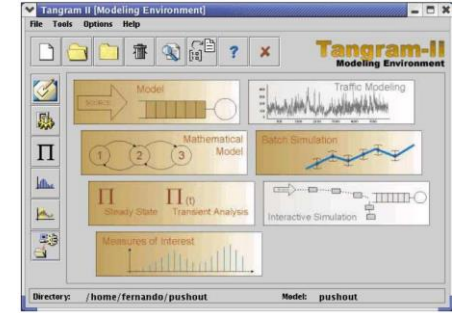 Tangram II [Modeling Environment]
File Tools Options Help
Tangram-II
Modeling Environment
Model
Traffic Modeling
Mathematical
Model
1 2 3
Batch Simulation
Π Π(t)
Steady State Transient Analysis
Interactive Simulation
Measures of Interest
Directory: /home/fernando/pushout Model: pushout